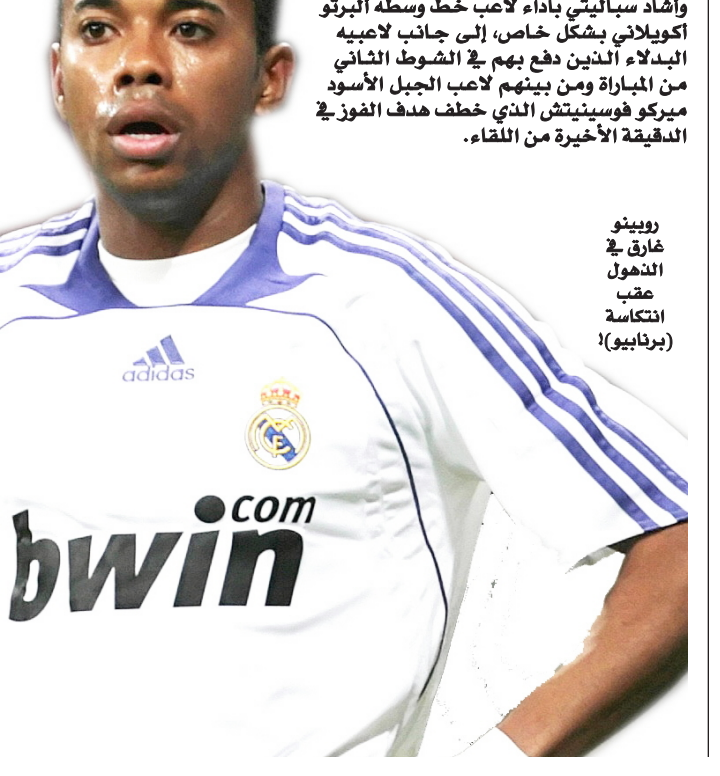 وأشاد سباليتي بأداء لاعب خط وسطه ألبرتو
أكويلاني بشكل خاص، إلى جانب لاعبيه
البدلاء الذين دفع بهم في الشوط الثاني
من المباراة ومن بينهم لاعب الجبل الأسود
ميركو فوسينيتش الذي خطف هدف الفوز في
الدقيقة الأخيرة من اللقاء.
روبينو
غارق في
الذهول
عقب
انتكاسة
(برنابيو)!
adidas
bwin.com